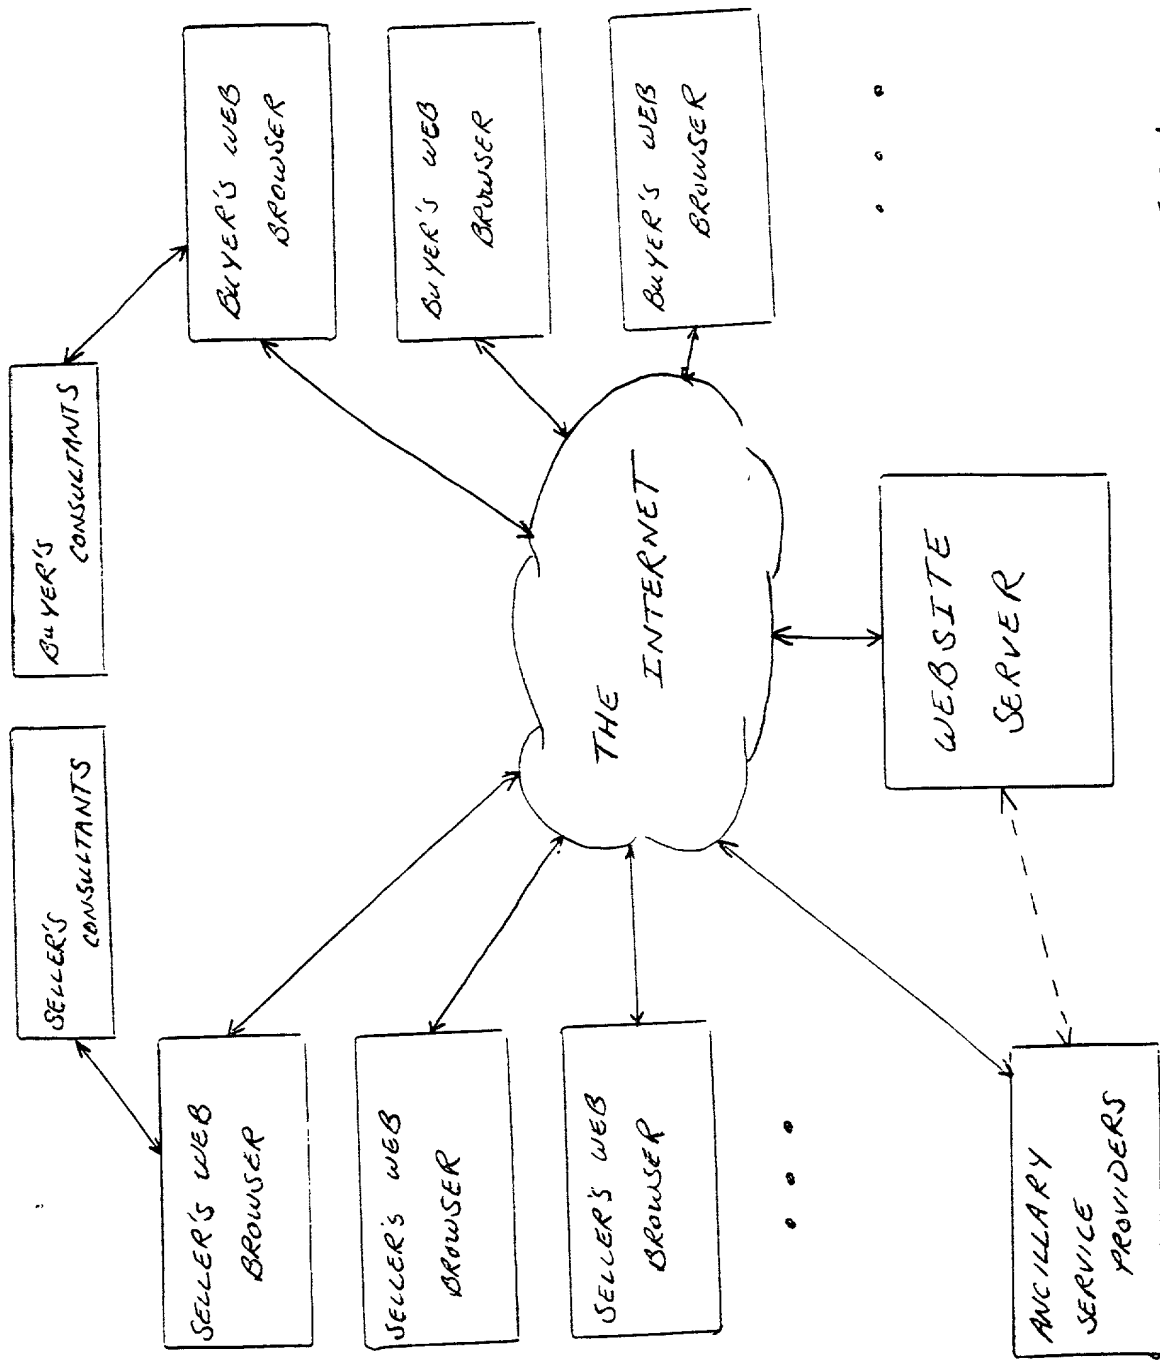 SELLER'S
CONSULTANTS
BUYER'S
CONSULTANTS
SELLER'S WEB
BROWSER
BUYER'S WEB
BROWSER
SELLER'S WEB
BROWSER
BUYER'S WEB
BROWSER
SELLER'S WEB
BROWSER
BUYER'S WEB
BROWSER
THE
INTERNET
WEBSITE
SERVER
ANCILLARY
SERVICE
PROVIDERS